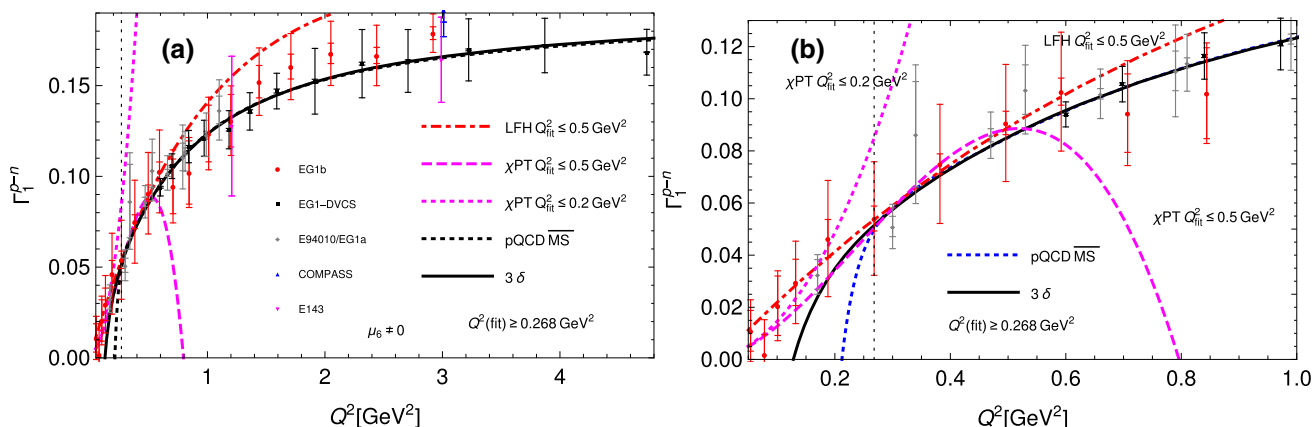 (a)
Γ₁ᵖ⁻ⁿ
0.15
0.10
0.05
0.00
EG1b
EG1-DVCS
E94010/EG1a
COMPASS
E143
LFH Q²fit ≤ 0.5 GeV²
χPT Q²fit ≤ 0.5 GeV²
χPT Q²fit ≤ 0.2 GeV²
pQCD M̅S̅
3 δ
μ₆ ≠ 0
Q²(fit) ≥ 0.268 GeV²
1 2 3 4
Q²[GeV²]
(b)
Γ₁ᵖ⁻ⁿ
0.12
0.10
0.08
0.06
0.04
0.02
0.00
LFH Q²fit ≤ 0.5 GeV²
χPT Q²fit ≤ 0.2 GeV²
χPT Q²fit ≤ 0.5 GeV²
pQCD M̅S̅
3 δ
Q²(fit) ≥ 0.268 GeV²
0.2 0.4 0.6 0.8 1.0
Q²[GeV²]